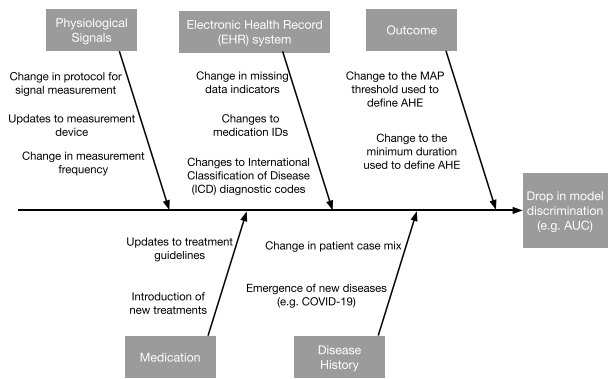 Physiological
Signals
Electronic Health Record
(EHR) system
Outcome
Change in protocol for
signal measurement
Updates to measurement
device
Change in measurement
frequency
Change in missing
data indicators
Changes to
medication IDs
Changes to International
Classification of Disease
(ICD) diagnostic codes
Change to the MAP
threshold used to
define AHE
Change to the
minimum duration
used to define AHE
Drop in model
discrimination
(e.g. AUC)
Updates to treatment
guidelines
Introduction of
new treatments
Change in patient case mix
Emergence of new diseases
(e.g. COVID-19)
Medication
Disease
History